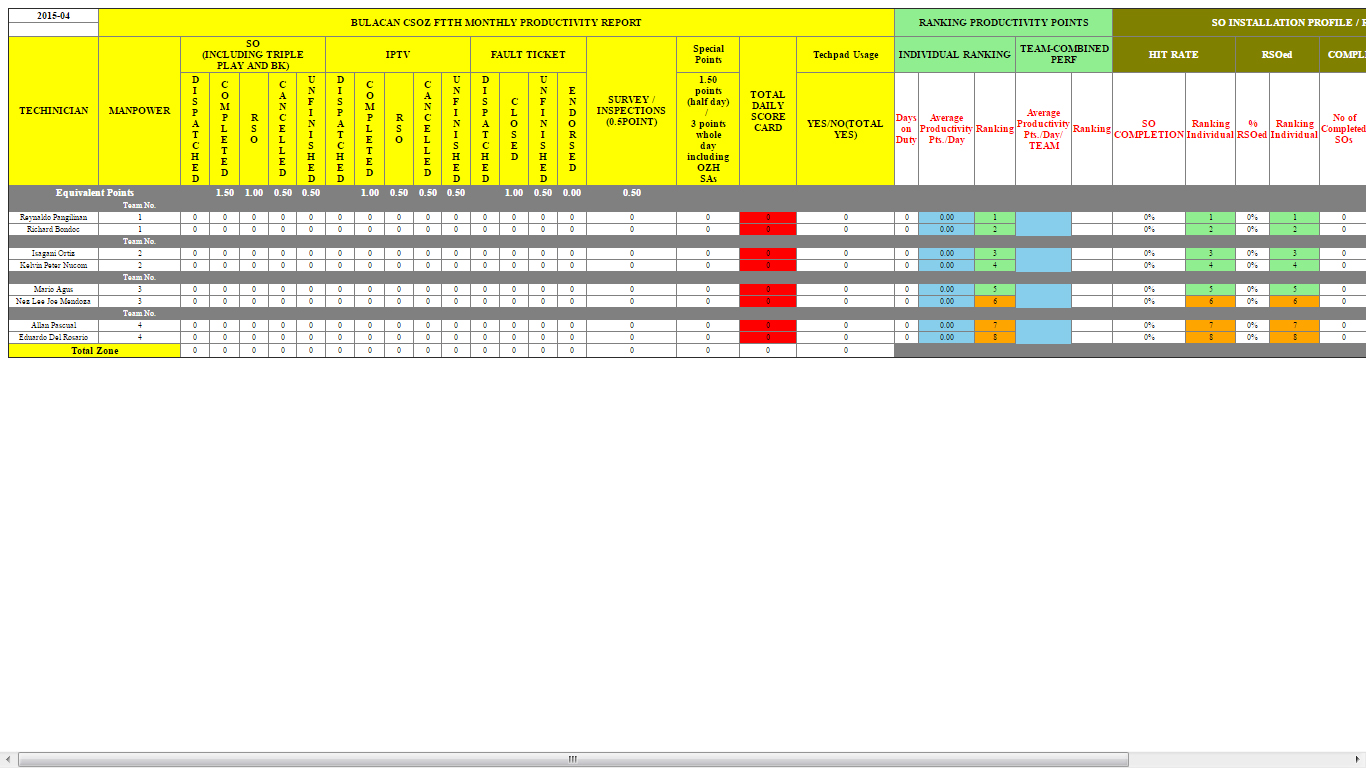 2015-04
BULACAN CSOZ FTTH MONTHLY PRODUCTIVITY REPORT
RANKING PRODUCTIVITY POINTS
SO INSTALLATION PROFILE /
TECHINICIAN
MANPOWER
SO
(INCLUDING TRIPLE
PLAY AND BK)
IPTV
FAULT TICKET
SURVEY /
INSPECTIONS
(0.5POINT)
Special
Points
TOTAL
DAILY
SCORE
CARD
Techpad Usage
INDIVIDUAL RANKING
TEAM-COMBINED
PERF
HIT RATE
RSOed
COMPL
DISPATCHED
COMPLETED
RSO
CANCELLED
UNFINISHED
DISPATCHED
COMPLETED
RSO
CANCELLED
UNFINISHED
DISPATCHED
CLOSED
UNFINISHED
ENDORSED
1.50
points
(half day)
/
3 points
whole
day
including
OZH
SAs
YES/NO(TOTAL
YES)
Days
on
Duty
Average
Productivity
Pts./Day
Ranking
Average
Productivity
Pts./Day/
TEAM
Ranking
SO
COMPLETION
Ranking
Individual
%
RSOed
Ranking
Individual
No of
Completed
SOs
Equivalent Points 1.50 1.00 0.50 0.50 1.00 0.50 0.50 0.50 1.00 0.50 0.00 0.50
Team No.
Reynaldo Pangilinan 1 0 0 0 0 0 0 0 0 0 0 0 0 0 0 0 0 0 0 0 0.00 1 0% 1 0% 1 0
Richard Bondoc 1 0 0 0 0 0 0 0 0 0 0 0 0 0 0 0 0 0 0 0 0.00 2 0% 2 0% 2 0
Team No.
Isagani Ortiz 2 0 0 0 0 0 0 0 0 0 0 0 0 0 0 0 0 0 0 0 0.00 3 0% 3 0% 3 0
Kelvin Peter Nucom 2 0 0 0 0 0 0 0 0 0 0 0 0 0 0 0 0 0 0 0 0.00 4 0% 4 0% 4 0
Team No.
Mario Agus 3 0 0 0 0 0 0 0 0 0 0 0 0 0 0 0 0 0 0 0 0.00 5 0% 5 0% 5 0
Nez Lee Joe Mendoza 3 0 0 0 0 0 0 0 0 0 0 0 0 0 0 0 0 0 0 0 0.00 6 0% 6 0% 6 0
Team No.
Allan Pascual 4 0 0 0 0 0 0 0 0 0 0 0 0 0 0 0 0 0 0 0 0.00 7 0% 7 0% 7 0
Eduardo Del Rosario 4 0 0 0 0 0 0 0 0 0 0 0 0 0 0 0 0 0 0 0 0.00 8 0% 8 0% 8 0
Total Zone 0 0 0 0 0 0 0 0 0 0 0 0 0 0 0 0 0 0